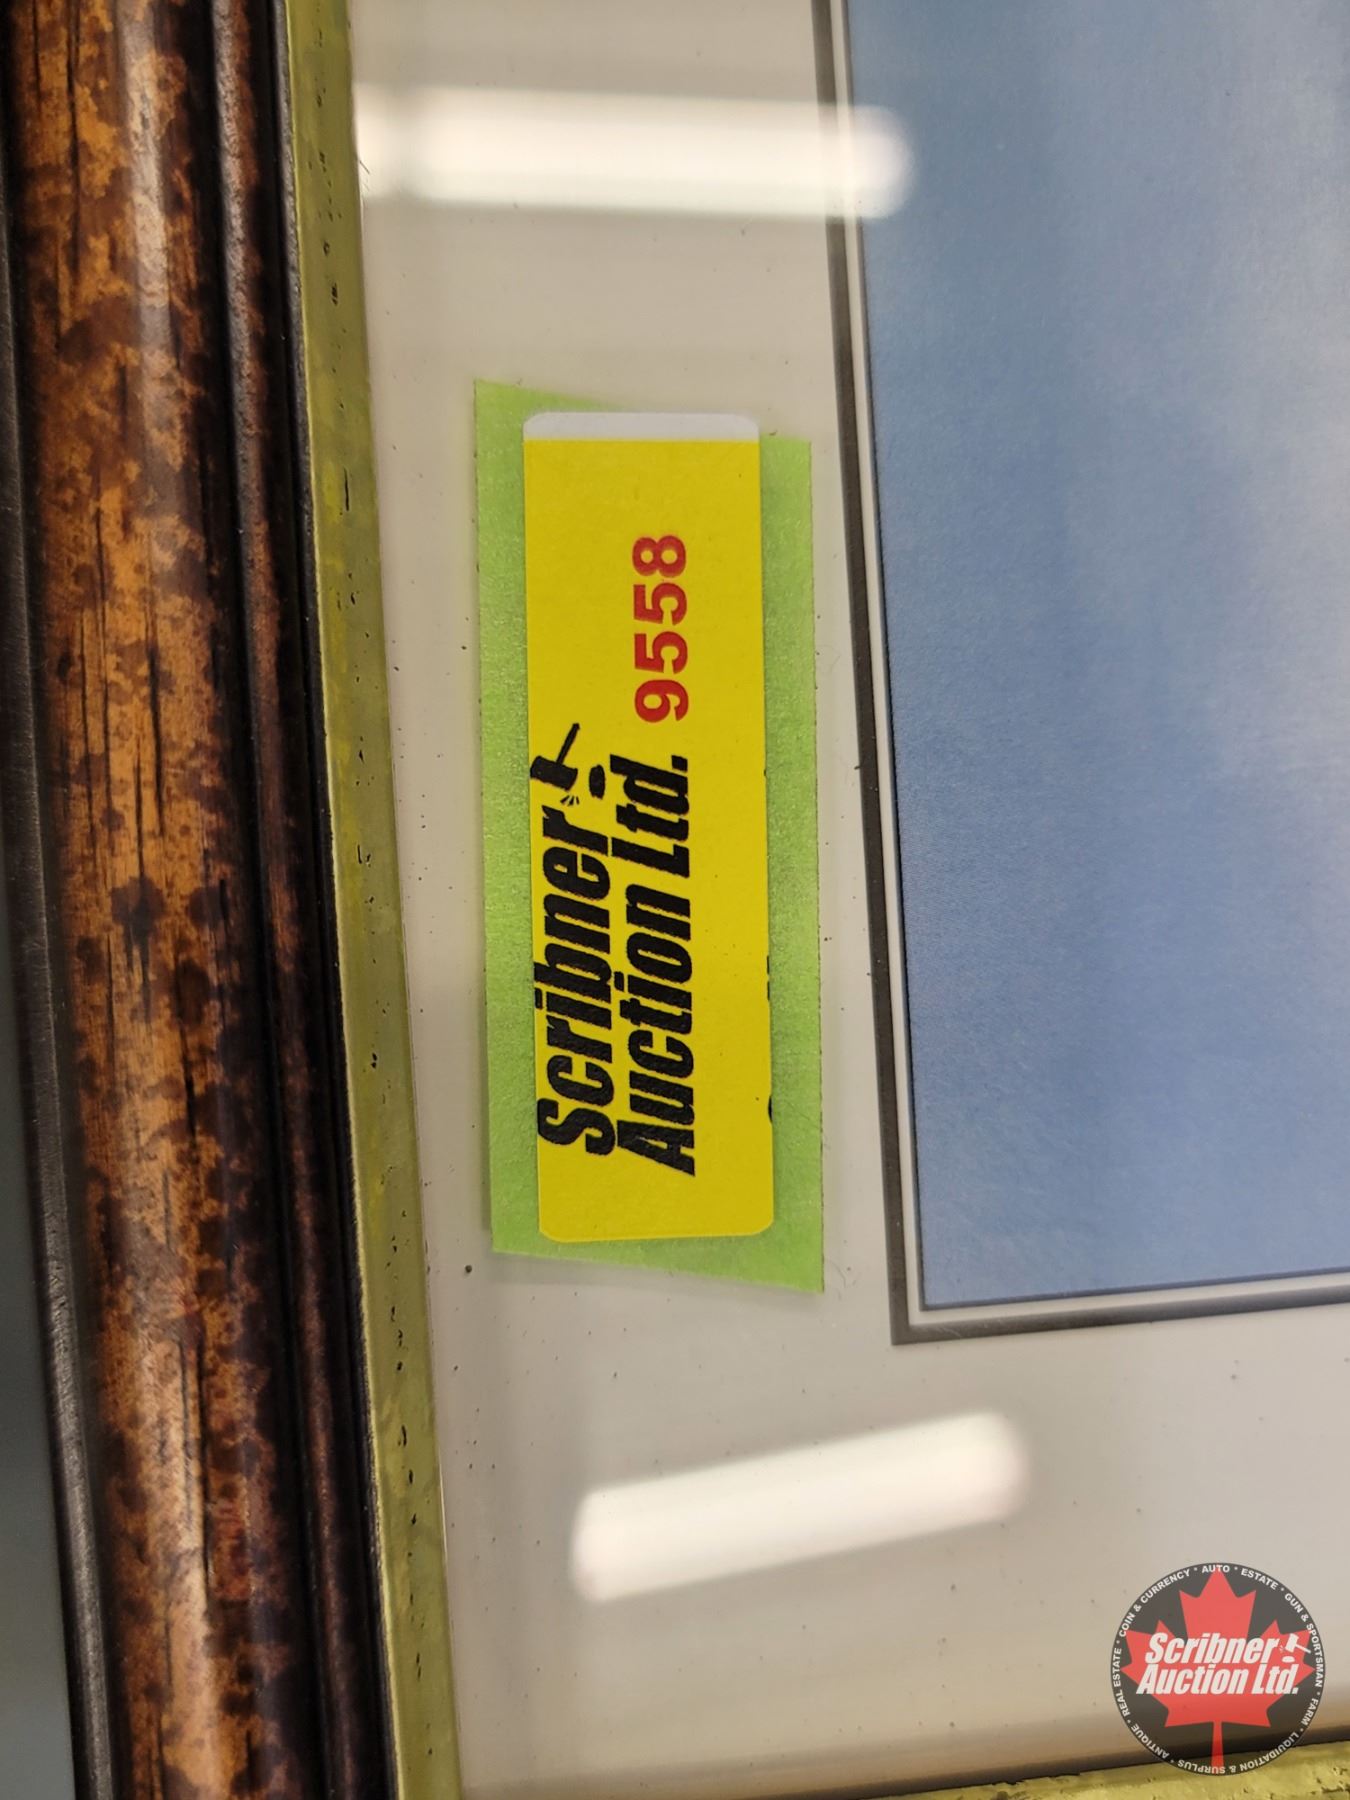 Scribner
Auction Ltd. 9558
Scribner
Auction Ltd.
ANTIQUE * REAL ESTATE * COIN & CURRENCY * AUTO * ESTATE * GUN & SPORTSMAN * FARM * LIQUIDATION & SURPLUS *